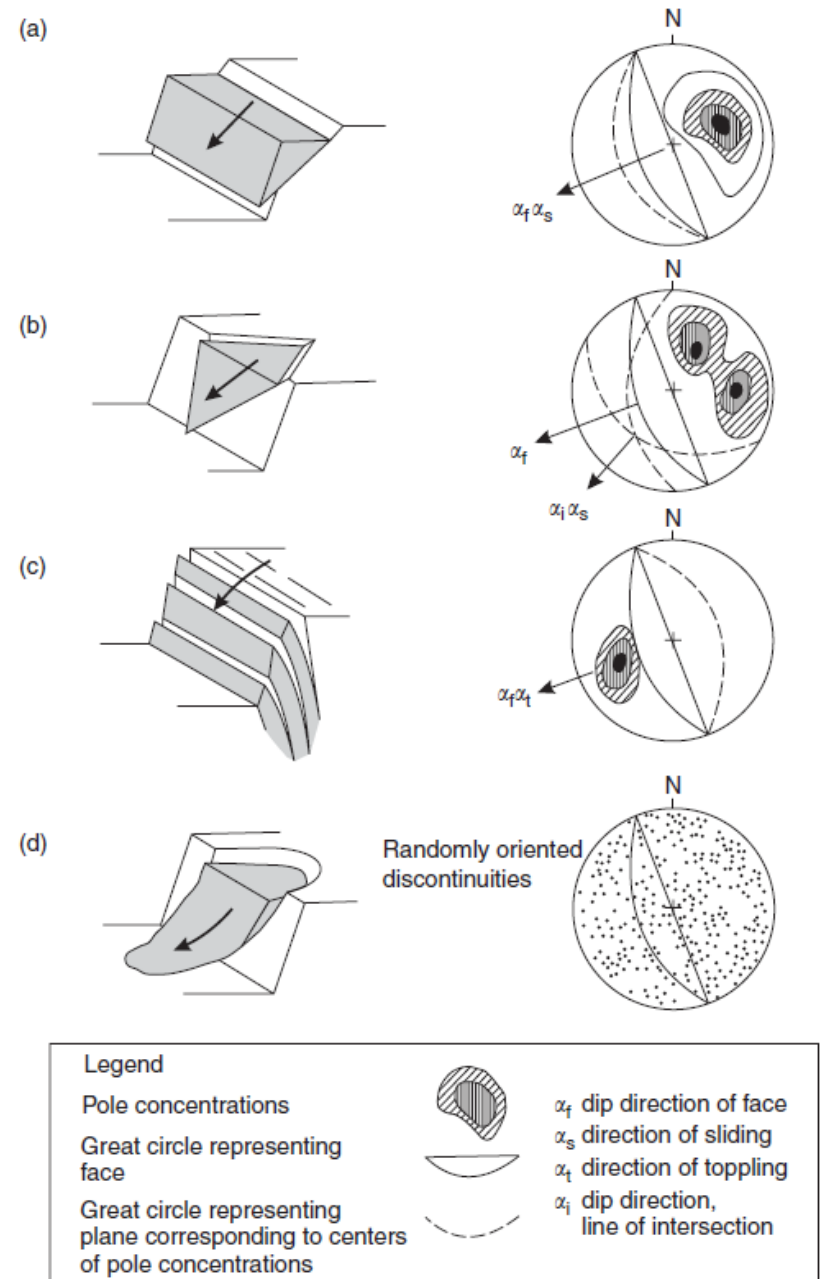 (a)
N
αf αs
(b)
N
αf
αi αs
(c)
N
αfαt
(d)
Randomly oriented
discontinuities
N
Legend
Pole concentrations
Great circle representing
face
Great circle representing
plane corresponding to centers
of pole concentrations
αf dip direction of face
αs direction of sliding
αt direction of toppling
αi dip direction,
line of intersection